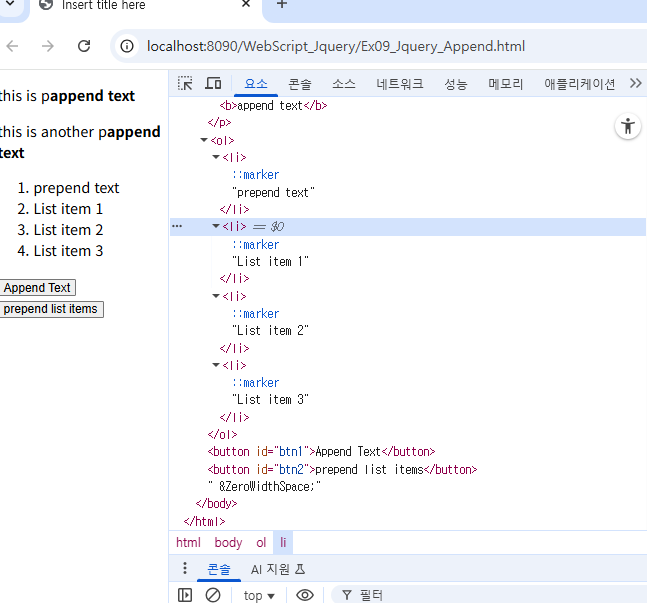 Insert title here
localhost:8090/WebScript_Jquery/Ex09_Jquery_Append.html
this is pappend text
this is another pappend
text
1. prepend text
2. List item 1
3. List item 2
4. List item 3
Append Text
prepend list items
요소 콘솔 소스 네트워크 성능 메모리 애플리케이션
<b>append text</b>
</p>
<ol>
<li>
::marker
"prepend text"
</li>
<li> == $0
::marker
"List item 1"
</li>
<li>
::marker
"List item 2"
</li>
<li>
::marker
"List item 3"
</li>
</ol>
<button id="btn1">Append Text</button>
<button id="btn2">prepend list items</button>
" &ZeroWidthSpace;"
</body>
</html>
html body ol li
콘솔 AI 지원
top 필터